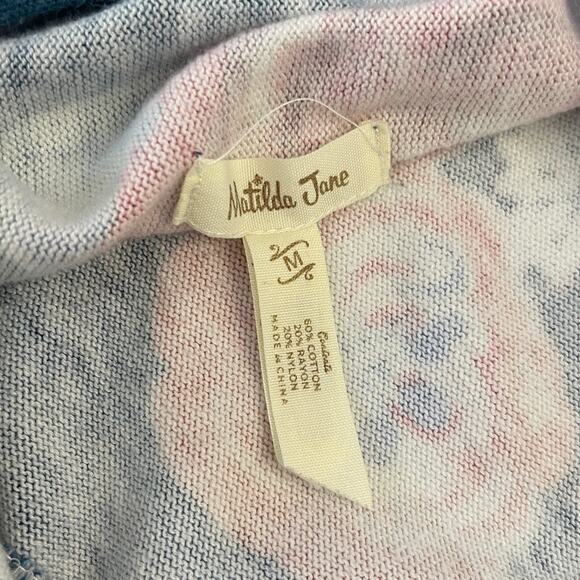 Matilda Jane
M
Contents
60% COTTON
20% RAYON
20% NYLON
MADE in CHINA